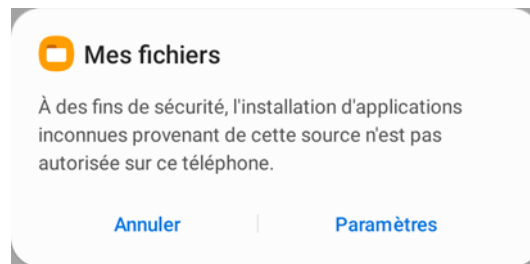 Mes fichiers
À des fins de sécurité, l'installation d'applications
inconnues provenant de cette source n'est pas
autorisée sur ce téléphone.
Annuler
Paramètres